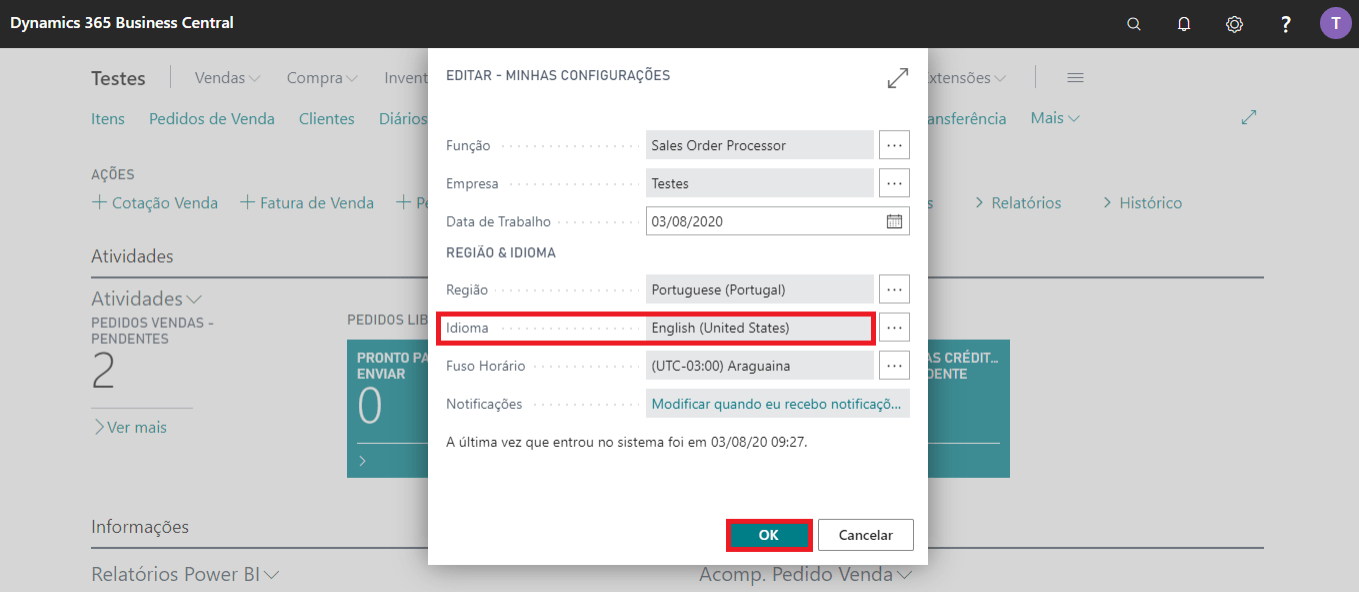 Dynamics 365 Business Central
?
T
Testes
Vendas
Compra
Invent
xtensões
Itens
Pedidos de Venda
Clientes
Diários
ansferência
Mais
AÇÕES
+ Cotação Venda
+ Fatura de Venda
+ Pe
s
> Relatórios
> Histórico
Atividades
Atividades
PEDIDOS VENDAS -
PENDENTES
2
>Ver mais
PEDIDOS LIB
PRONTO PA
ENVIAR
0
>
AS CRÉDIT...
DENTE
Informações
Relatórios Power BI
Acomp. Pedido Venda
EDITAR - MINHAS CONFIGURAÇÕES
Função Sales Order Processor ...
Empresa Testes ...
Data de Trabalho 03/08/2020
REGIÃO & IDIOMA
Região Portuguese (Portugal) ...
Idioma English (United States) ...
Fuso Horário (UTC-03:00) Araguaina ...
Notificações Modificar quando eu recebo notificaçõ...
A última vez que entrou no sistema foi em 03/08/20 09:27.
OK
Cancelar